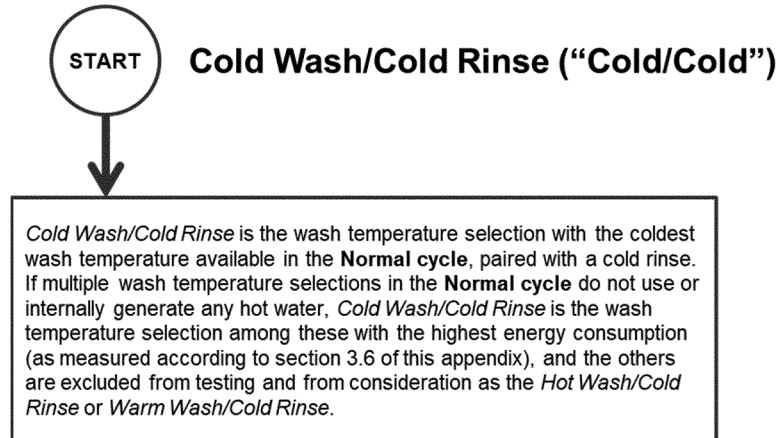 START
Cold Wash/Cold Rinse (“Cold/Cold”)
Cold Wash/Cold Rinse is the wash temperature selection with the coldest
wash temperature available in the Normal cycle, paired with a cold rinse.
If multiple wash temperature selections in the Normal cycle do not use or
internally generate any hot water, Cold Wash/Cold Rinse is the wash
temperature selection among these with the highest energy consumption
(as measured according to section 3.6 of this appendix), and the others
are excluded from testing and from consideration as the Hot Wash/Cold
Rinse or Warm Wash/Cold Rinse.